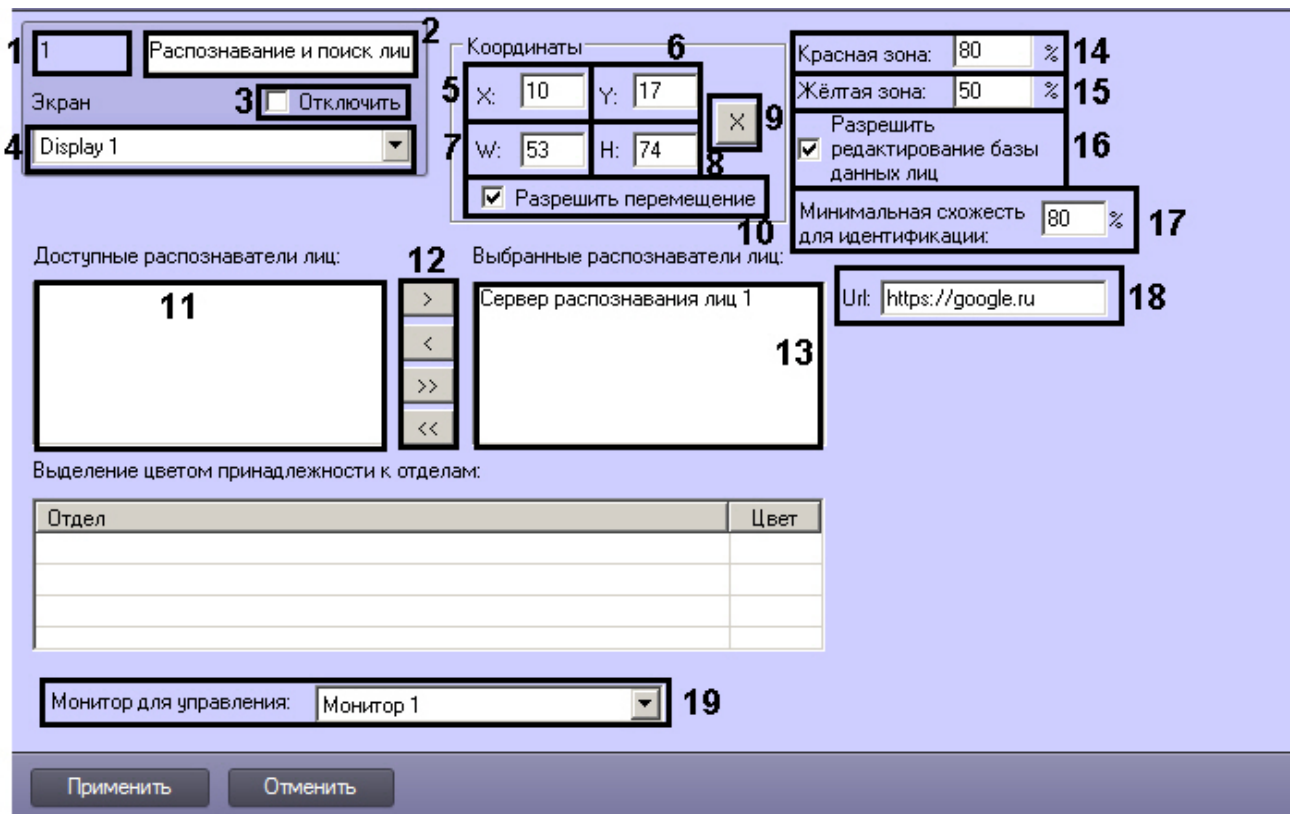 1 1 Распознавание и поиск лиц 2
Экран 3 Отключить
4 Display 1
Координаты 6
5 X: 10 Y: 17
X 9
7 W: 53 H: 74 8
Разрешить перемещение
10
Красная зона: 80 % 14
Жёлтая зона: 50 % 15
Разрешить
редактирование базы
данных лиц
16
Минимальная схожесть
для идентификации: 80 % 17
Доступные распознаватели лиц: 12 Выбранные распознаватели лиц:
11
>
<
>>
<<
Сервер распознавания лиц 1
13
Url: https://google.ru 18
Выделение цветом принадлежности к отделам:
Отдел Цвет
Монитор для управления: Монитор 1 19
Применить Отменить